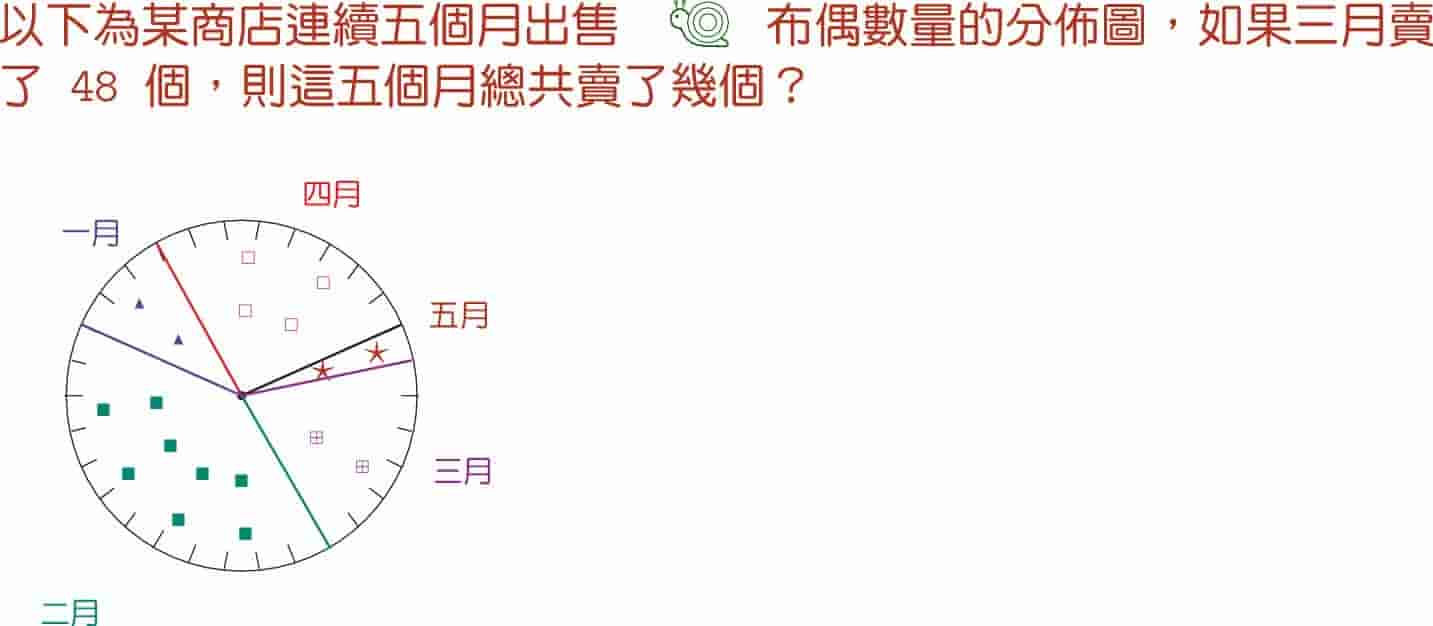 以下為某商店連續五個月出售 布偶數量的分佈圖，如果三月賣
了 48 個，則這五個月總共賣了幾個？
四月
一月
五月
三月
二月